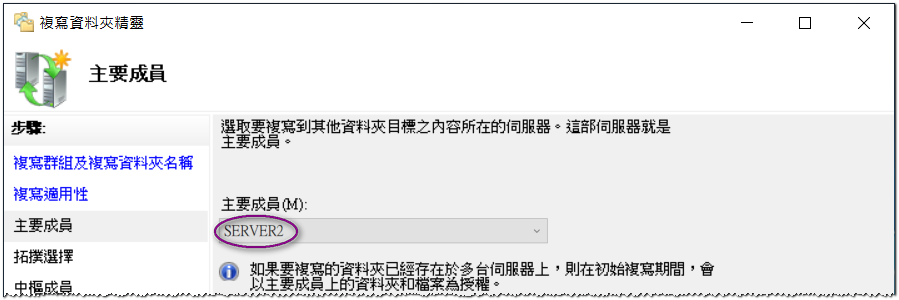 複寫資料夾精靈
主要成員
步驟:
複寫群組及複寫資料夾名稱
複寫適用性
主要成員
拓撲選擇
中樞成員
選取要複寫到其他資料夾目標之內容所在的伺服器。這部伺服器就是
主要成員。
主要成員(M):
SERVER2
如果要複寫的資料夾已經存在於多台伺服器上，則在初始複寫期間，會
以主要成員上的資料夾和檔案為授權。